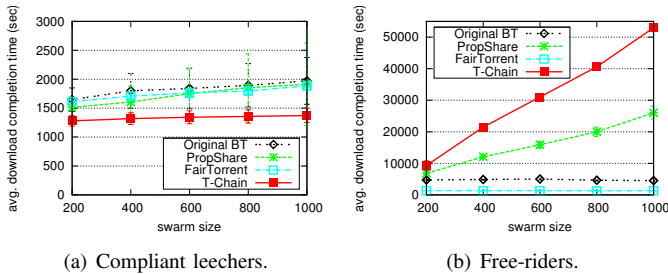 avg. download completion time (sec)
3000
2500
2000
1500
1000
500
0
Original BT
PropShare
FairTorrent
T-Chain
200 400 600 800 1000
swarm size
(a) Compliant leechers.
avg. download completion time (sec)
60000
50000
40000
30000
20000
10000
0
Original BT
PropShare
FairTorrent
T-Chain
200 400 600 800 1000
swarm size
(b) Free-riders.